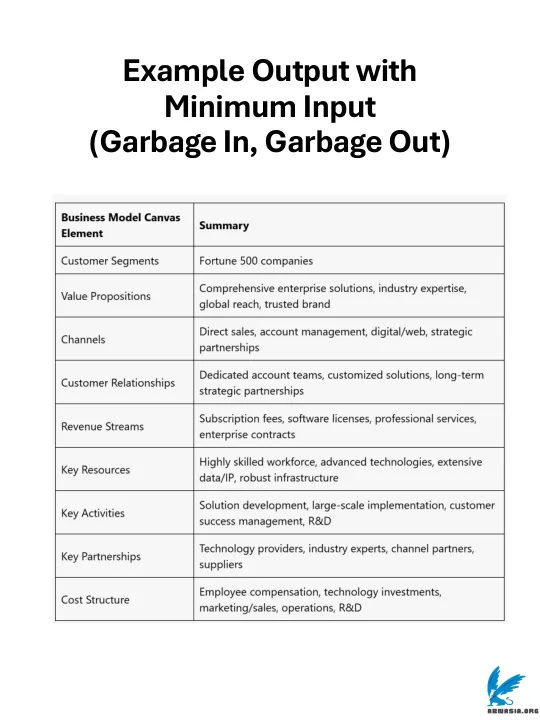 Example Output with
Minimum Input
(Garbage In, Garbage Out)
Business Model Canvas
Element
Summary
Customer Segments
Fortune 500 companies
Value Propositions
Comprehensive enterprise solutions, industry expertise,
global reach, trusted brand
Channels
Direct sales, account management, digital/web, strategic
partnerships
Customer Relationships
Dedicated account teams, customized solutions, long-term
strategic partnerships
Revenue Streams
Subscription fees, software licenses, professional services,
enterprise contracts
Key Resources
Highly skilled workforce, advanced technologies, extensive
data/IP, robust infrastructure
Key Activities
Solution development, large-scale implementation, customer
success management, R&D
Key Partnerships
Technology providers, industry experts, channel partners,
suppliers
Cost Structure
Employee compensation, technology investments,
marketing/sales, operations, R&D
ABNASIA.ORG